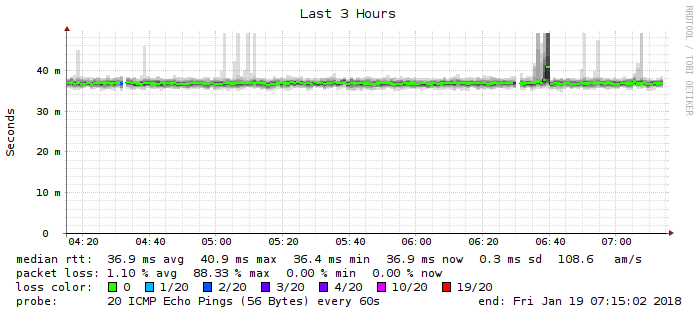 Last 3 Hours
RRDTOOL / TOBI OETIKER
Seconds
40 m
30 m
20 m
10 m
0
04:20 04:40 05:00 05:20 05:40 06:00 06:20 06:40 07:00
median rtt: 36.9 ms avg 40.9 ms max 36.4 ms min 36.9 ms now 0.3 ms sd 108.6 am/s
packet loss: 1.10 % avg 88.33 % max 0.00 % min 0.00 % now
loss color: 0 1/20 2/20 3/20 4/20 10/20 19/20
probe: 20 ICMP Echo Pings (56 Bytes) every 60s end: Fri Jan 19 07:15:02 2018